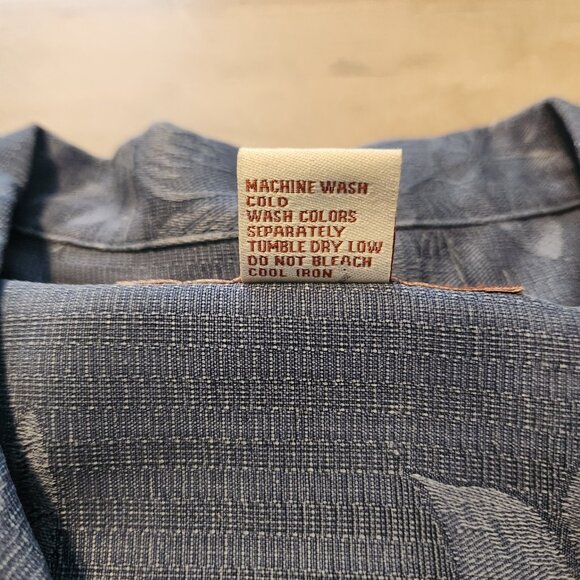 MACHINE WASH
COLD
WASH COLORS
SEPARATELY
TUMBLE DRY LOW
DO NOT BLEACH
COOL IRON